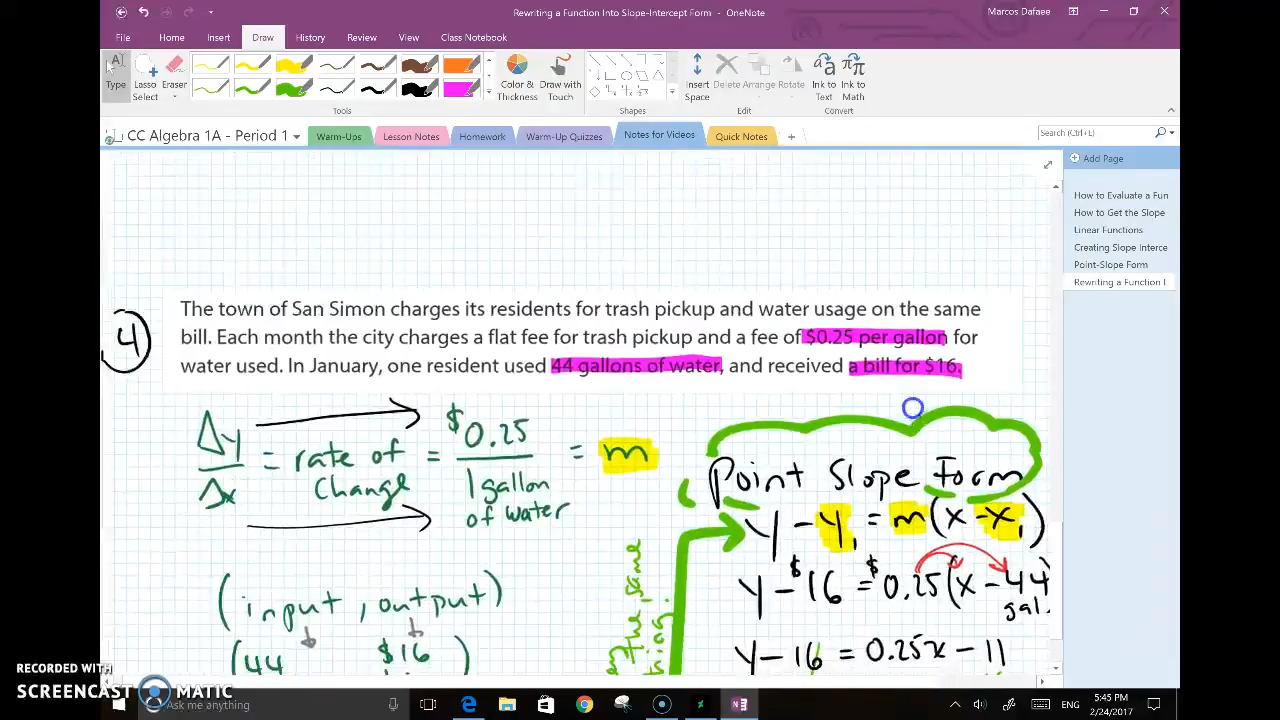 Rewriting a Function Into Slope-Intercept Form - OneNote
Marcos Dafaee
File Home Insert Draw History Review View Class Notebook
Type
Lasso Select
Eraser
Color & Thickness
Draw with Touch
Insert Space
Delete
Arrange
Rotate
Ink to Text
Ink to Math
Tools
Shapes
Edit
Convert
CC Algebra 1A - Period 1
Warm-Ups Lesson Notes Homework Warm-Up Quizzes Notes for Videos Quick Notes +
Search (Ctrl+E)
Add Page
How to Evaluate a Fun
How to Get the Slope
Linear Functions
Creating Slope Interce
Point-Slope Form
Rewriting a Function I
4
The town of San Simon charges its residents for trash pickup and water usage on the same
bill. Each month the city charges a flat fee for trash pickup and a fee of $0.25 per gallon for
water used. In January, one resident used 44 gallons of water, and received a bill for $16.
Δy/Δx = rate of change = $0.25 / 1 gallon of water = m
(input, output)
(44 $16 )
the same
thing.
Point Slope Form
y - y₁ = m(x - x₁)
y - $16 = $0.25(x - 44)
gal.
y - 16 = 0.25x - 11
RECORDED WITH
SCREENCAST MATIC
Ask me anything
ENG
5:45 PM
2/24/2017